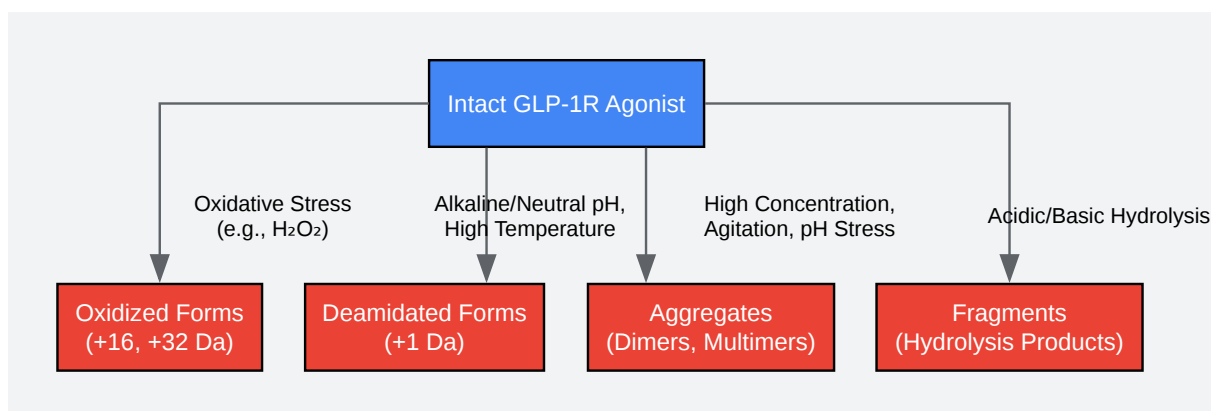 Intact GLP-1R Agonist
Oxidative Stress
(e.g., H₂O₂)
Alkaline/Neutral pH,
High Temperature
High Concentration,
Agitation, pH Stress
Acidic/Basic Hydrolysis
Oxidized Forms
(+16, +32 Da)
Deamidated Forms
(+1 Da)
Aggregates
(Dimers, Multimers)
Fragments
(Hydrolysis Products)